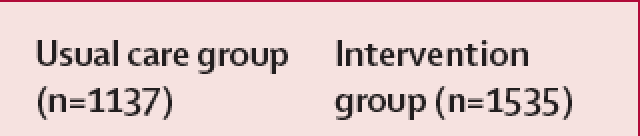 Usual care group Intervention
(n=1137) group (n=1535)